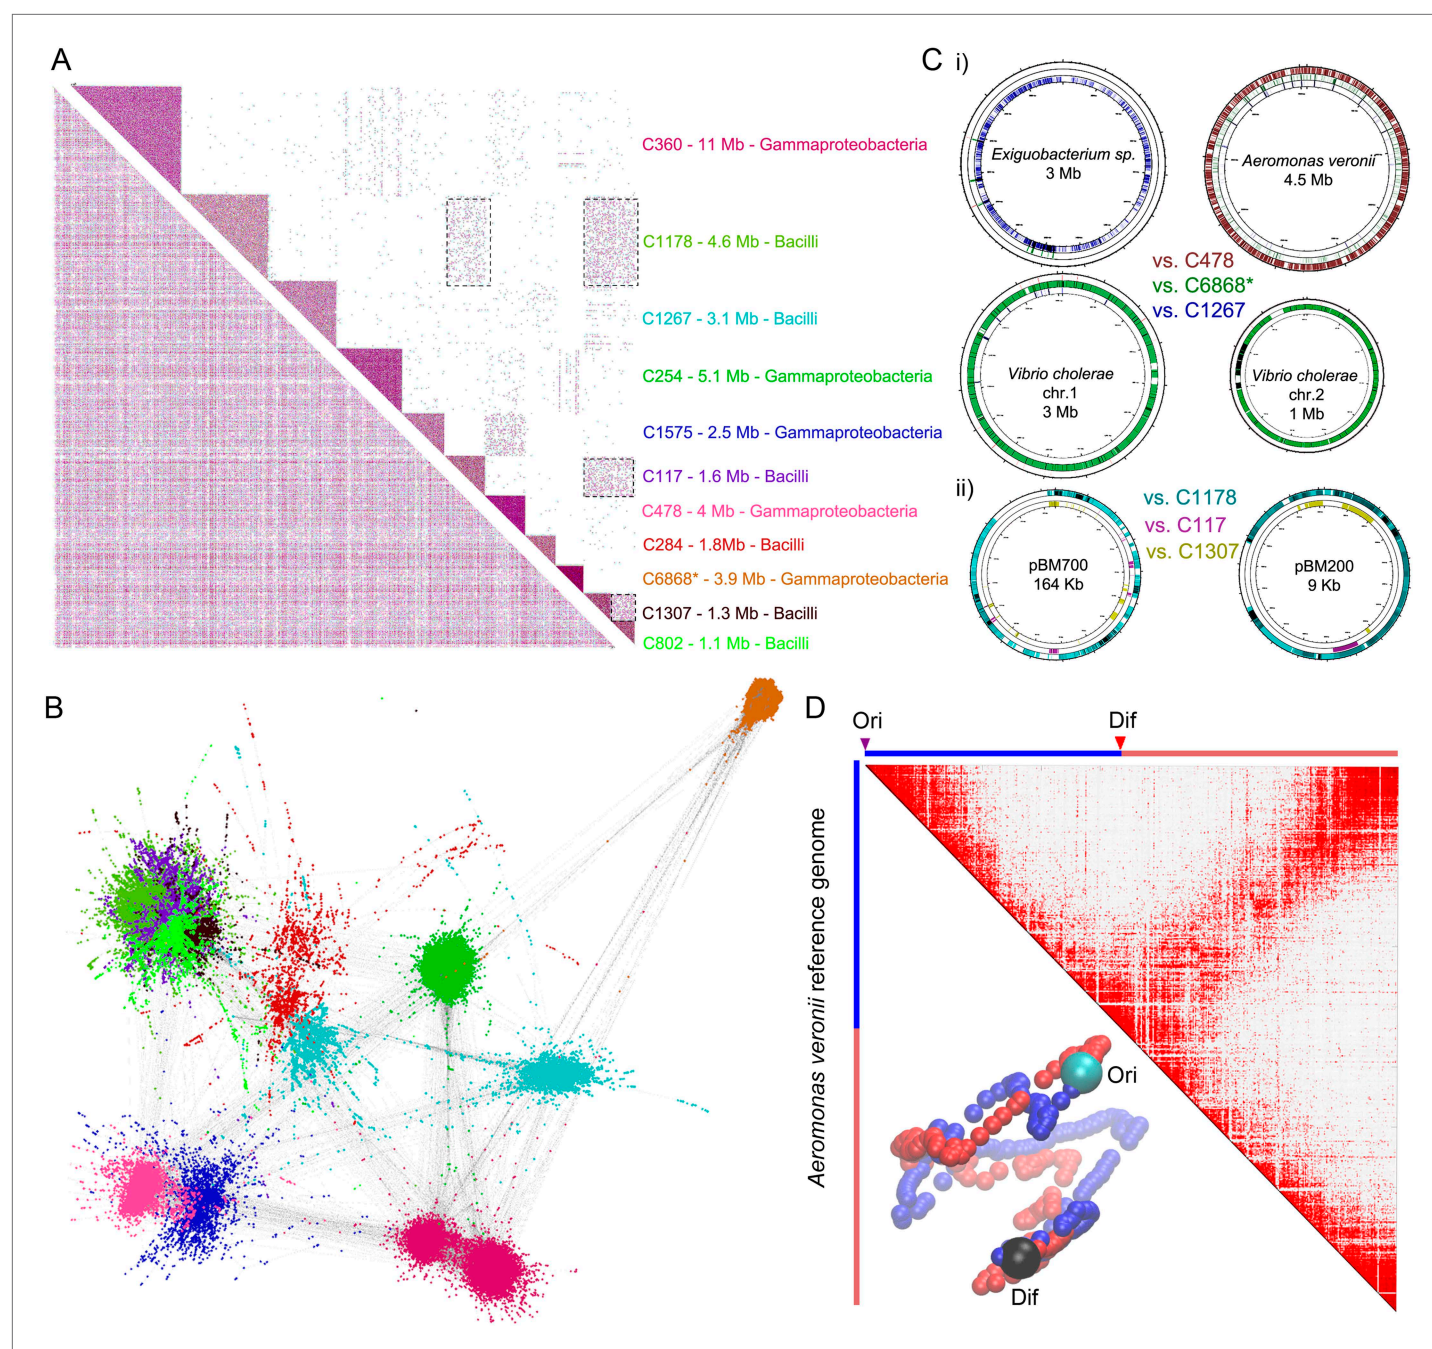 A
C360 - 11 Mb - Gammaproteobacteria
C1178 - 4.6 Mb - Bacilli
C1267 - 3.1 Mb - Bacilli
C254 - 5.1 Mb - Gammaproteobacteria
C1575 - 2.5 Mb - Gammaproteobacteria
C117 - 1.6 Mb - Bacilli
C478 - 4 Mb - Gammaproteobacteria
C284 - 1.8Mb - Bacilli
C6868* - 3.9 Mb - Gammaproteobacteria
C1307 - 1.3 Mb - Bacilli
C802 - 1.1 Mb - Bacilli
C i)
Exiguobacterium sp.
3 Mb
Aeromonas veronii
4.5 Mb
vs. C478
vs. C6868*
vs. C1267
Vibrio cholerae
chr.1
3 Mb
Vibrio cholerae
chr.2
1 Mb
ii)
pBM700
164 Kb
vs. C1178
vs. C117
vs. C1307
pBM200
9 Kb
B
D
Ori
Dif
Aeromonas veronii reference genome
Ori
Dif